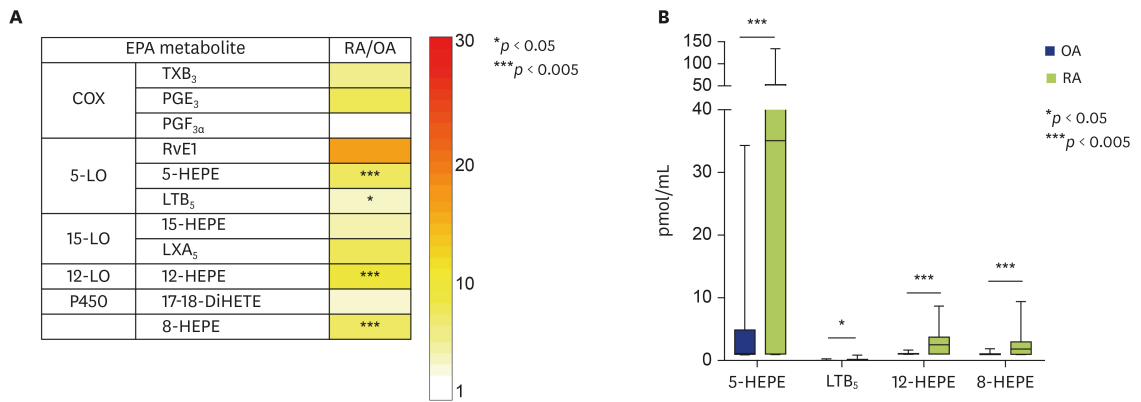 A
EPA metabolite RA/OA
COX
TXB₃
PGE₃
PGF₃α
5-LO
RvE1
5-HEPE ***
LTB₅ *
15-LO
15-HEPE
LXA₅
12-LO 12-HEPE ***
P450 17-18-DiHETE
8-HEPE ***
30
20
10
1
*p < 0.05
***p < 0.005
B
pmol/mL
150
100
50
40
30
20
10
0
***
*
***
***
5-HEPE LTB₅ 12-HEPE 8-HEPE
OA
RA
*p < 0.05
***p < 0.005